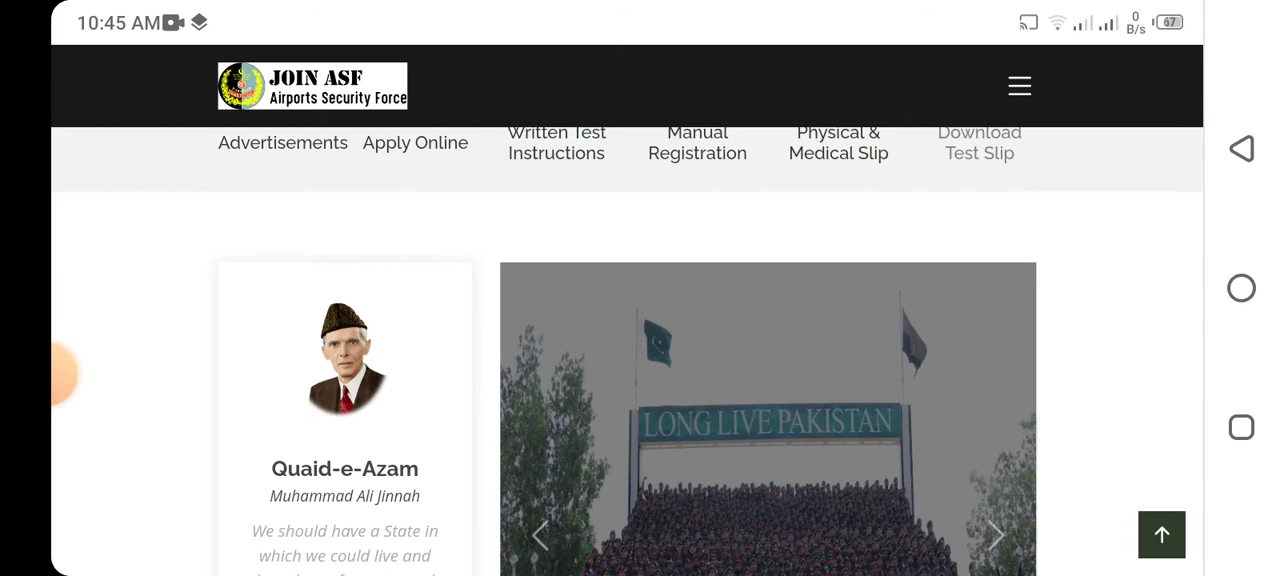 10:45 AM
0
B/s
67
JOIN ASF
Airports Security Force
Advertisements
Apply Online
Written Test
Instructions
Manual
Registration
Physical &
Medical Slip
Download
Test Slip
LONG LIVE PAKISTAN
Quaid-e-Azam
Muhammad Ali Jinnah
We should have a State in
which we could live and